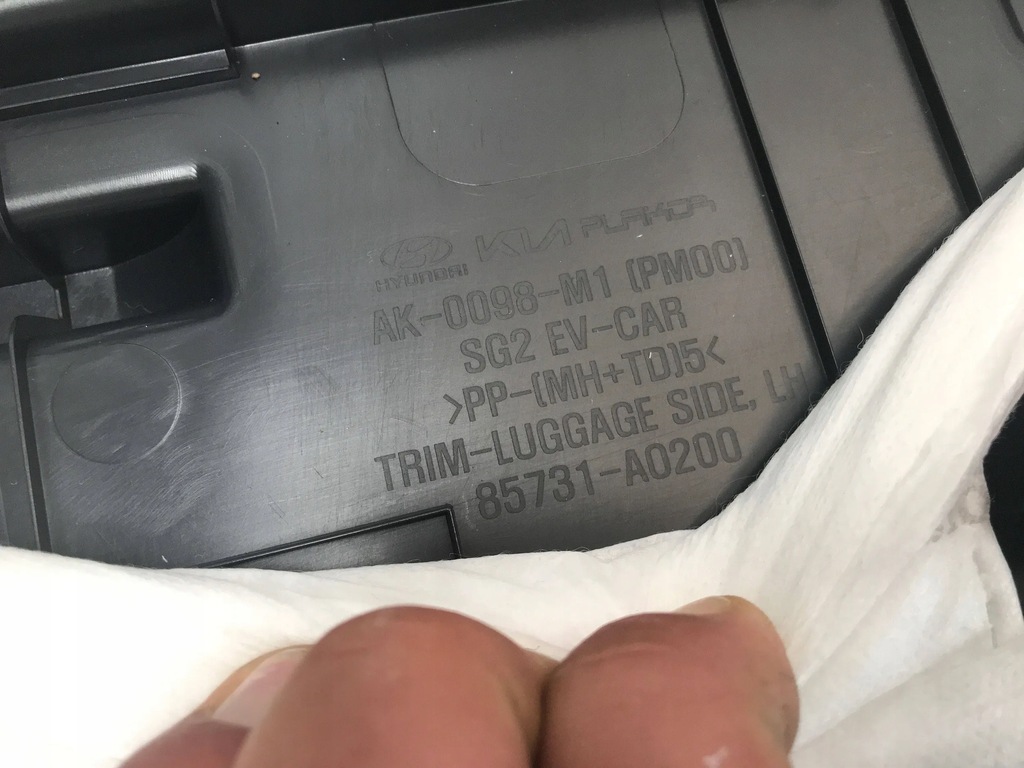 HYUNDAI KIA PLAKOR
AK-0098-M1 (PM00)
SG2 EV-CAR
>PP-(MH+TD)5<
TRIM-LUGGAGE SIDE, LH
85731-A0200